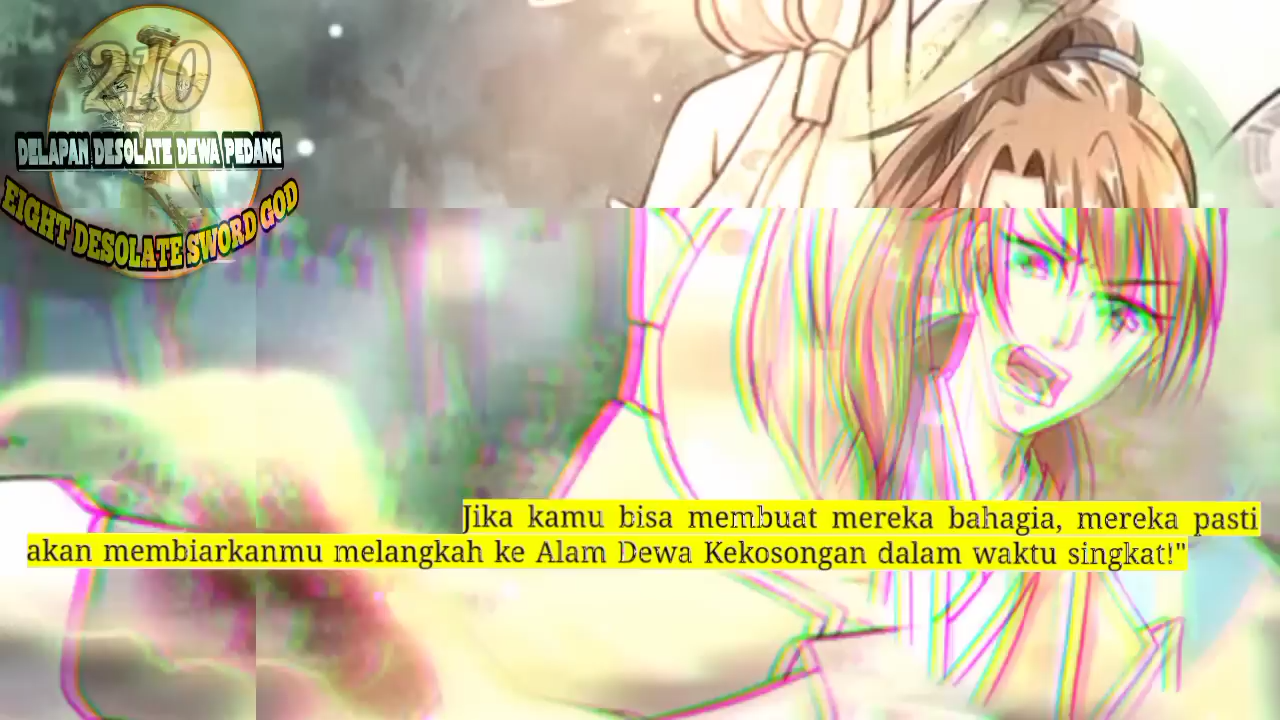 210
DELAPAN DESOLATE DEWA PEDANG
EIGHT DESOLATE SWORD GOD
Jika kamu bisa membuat mereka bahagia, mereka pasti
akan membiarkanmu melangkah ke Alam Dewa Kekosongan dalam waktu singkat!"